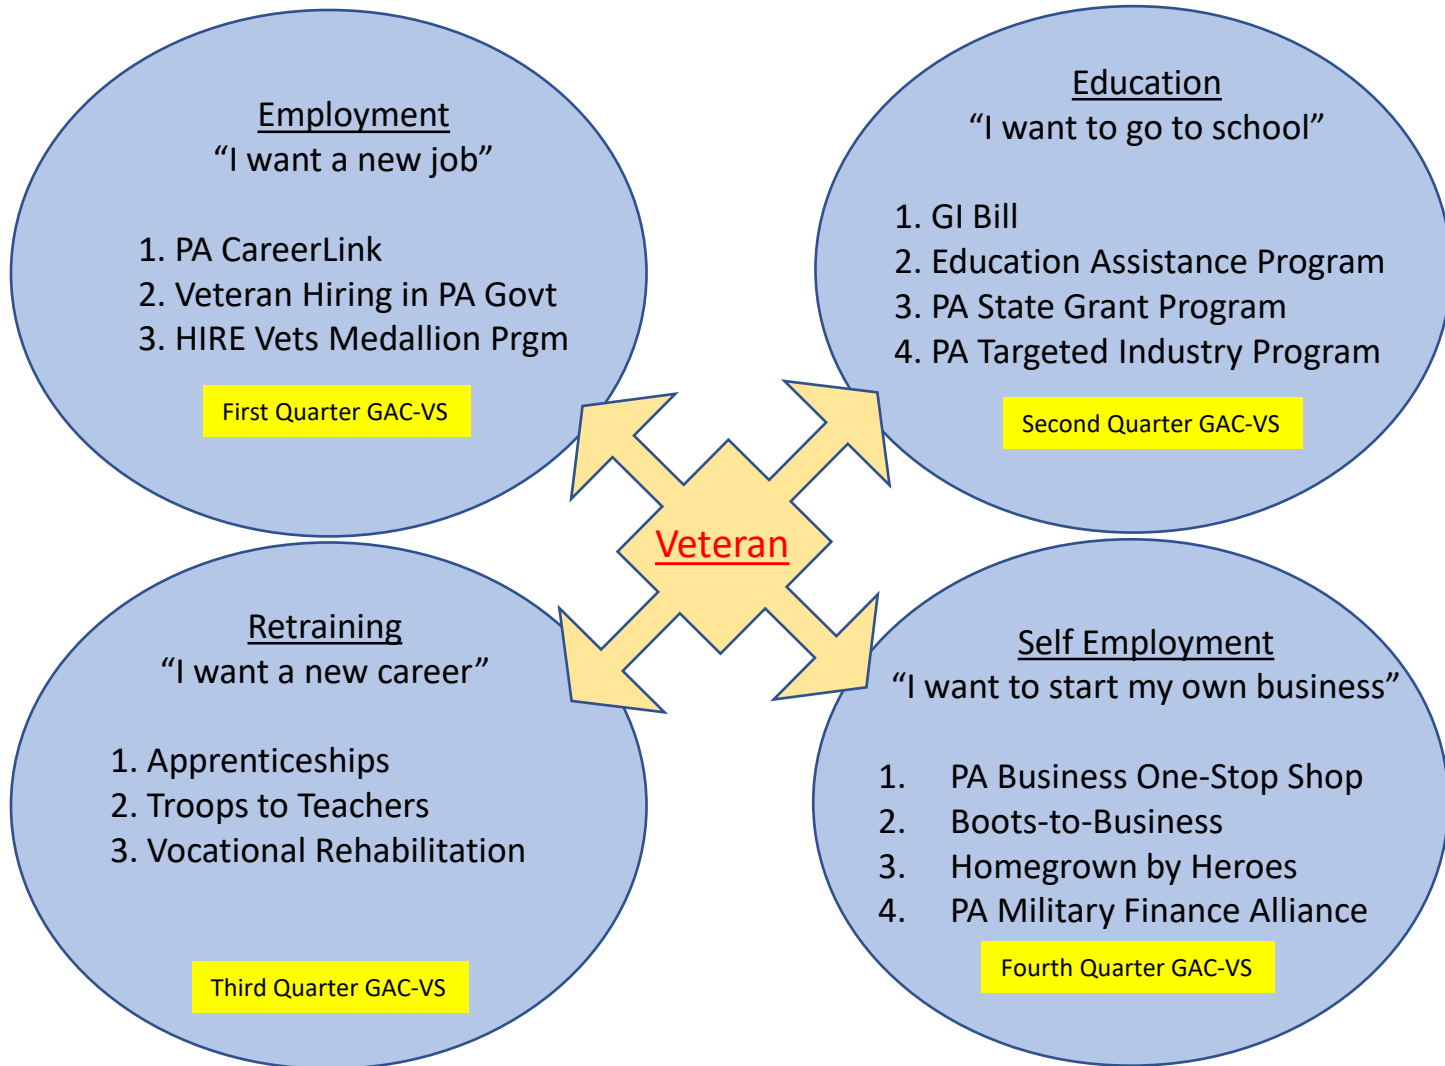 Employment
“I want a new job”
1. PA CareerLink
2. Veteran Hiring in PA Govt
3. HIRE Vets Medallion Prgm
First Quarter GAC-VS
Education
“I want to go to school”
1. GI Bill
2. Education Assistance Program
3. PA State Grant Program
4. PA Targeted Industry Program
Second Quarter GAC-VS
Veteran
Retraining
“I want a new career”
1. Apprenticeships
2. Troops to Teachers
3. Vocational Rehabilitation
Third Quarter GAC-VS
Self Employment
“I want to start my own business”
1. PA Business One-Stop Shop
2. Boots-to-Business
3. Homegrown by Heroes
4. PA Military Finance Alliance
Fourth Quarter GAC-VS